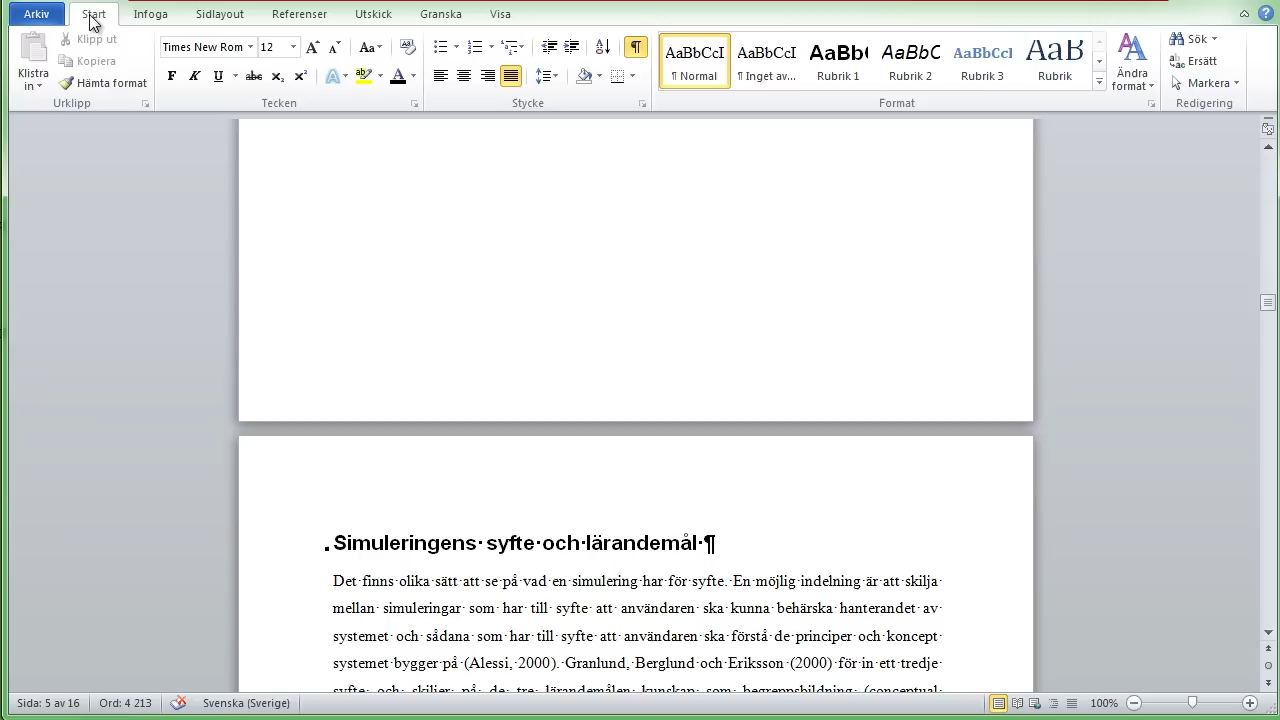 Arkiv Start Infoga Sidlayout Referenser Utskick Granska Visa
Klistra in
Klipp ut
Kopiera
Hämta format
Urklipp
Times New Rom 12 Aa
F K U abc x₂ x² A A
Tecken
Stycke
AaBbCcI AaBbCcI AaBb( AaBbC AaBbCcI AaB
¶ Normal ¶ Inget av... Rubrik 1 Rubrik 2 Rubrik 3 Rubrik
Ändra format
Format
Sök
Ersätt
Markera
Redigering
Simuleringens syfte och lärandemål ¶
Det finns olika sätt att se på vad en simulering har för syfte. En möjlig indelning är att skilja
mellan simuleringar som har till syfte att användaren ska kunna behärska hanterandet av
systemet och sådana som har till syfte att användaren ska förstå de principer och koncept
systemet bygger på (Alessi, 2000). Granlund, Berglund och Eriksson (2000) för in ett tredje
syfte och skiljer på de tre lärandemålen kunskap som begreppsbildning (conceptual
Sida: 5 av 16 Ord: 4 213 Svenska (Sverige) 100%